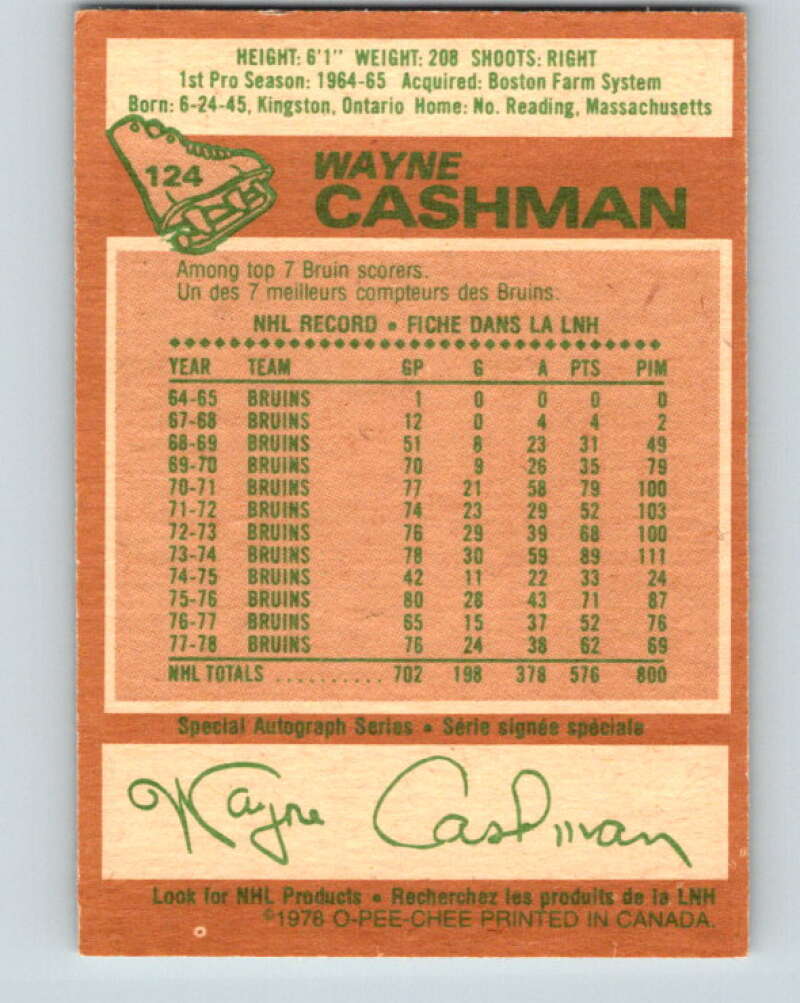 HEIGHT: 6'1" WEIGHT: 208 SHOOTS: RIGHT
1st Pro Season: 1964-65 Acquired: Boston Farm System
Born: 6-24-45, Kingston, Ontario Home: No. Reading, Massachusetts
124
WAYNE
CASHMAN
Among top 7 Bruin scorers.
Un des 7 meilleurs compteurs des Bruins.
NHL RECORD • FICHE DANS LA LNH
YEAR TEAM GP G A PTS PIM
64-65 BRUINS 1 0 0 0 0
67-68 BRUINS 12 0 4 4 2
68-69 BRUINS 51 8 23 31 49
69-70 BRUINS 70 9 26 35 79
70-71 BRUINS 77 21 58 79 100
71-72 BRUINS 74 23 29 52 103
72-73 BRUINS 76 29 39 68 100
73-74 BRUINS 78 30 59 89 111
74-75 BRUINS 42 11 22 33 24
75-76 BRUINS 80 28 43 71 87
76-77 BRUINS 65 15 37 52 76
77-78 BRUINS 76 24 38 62 69
NHL TOTALS .......... 702 198 378 576 800
Special Autograph Series • Série signée spéciale
Wayne Cashman
Look for NHL Products • Recherchez les produits de la LNH
©1978 O-PEE-CHEE PRINTED IN CANADA.